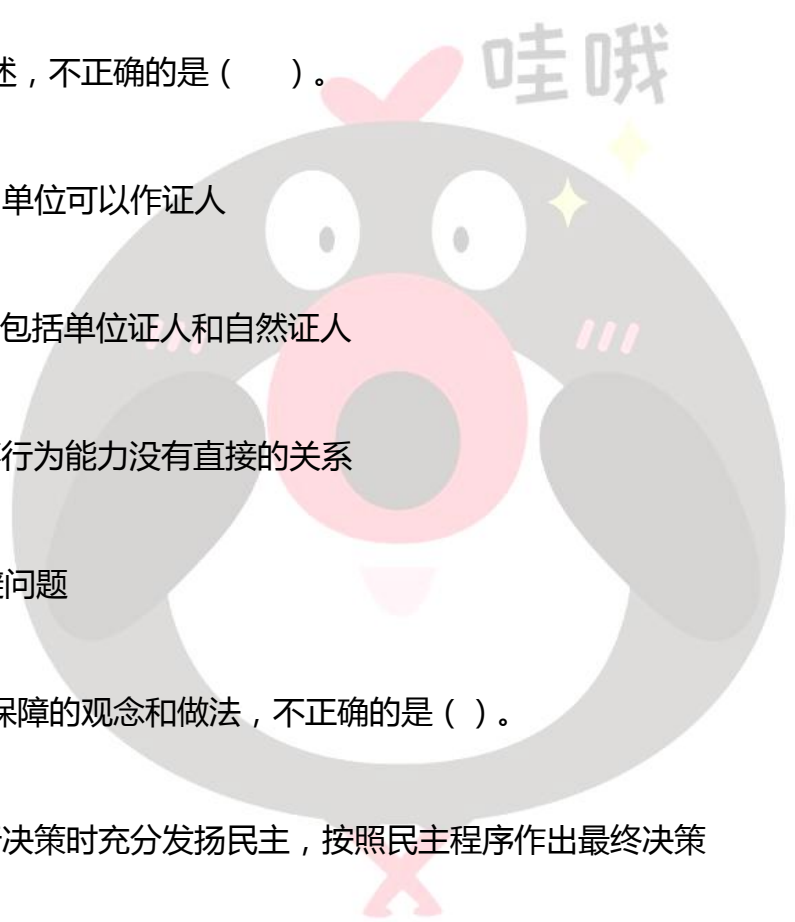 哇哦
述，不正确的是（  ）。
单位可以作证人
包括单位证人和自然证人
行为能力没有直接的关系
问题
保障的观念和做法，不正确的是（ ）。
决策时充分发扬民主，按照民主程序作出最终决策